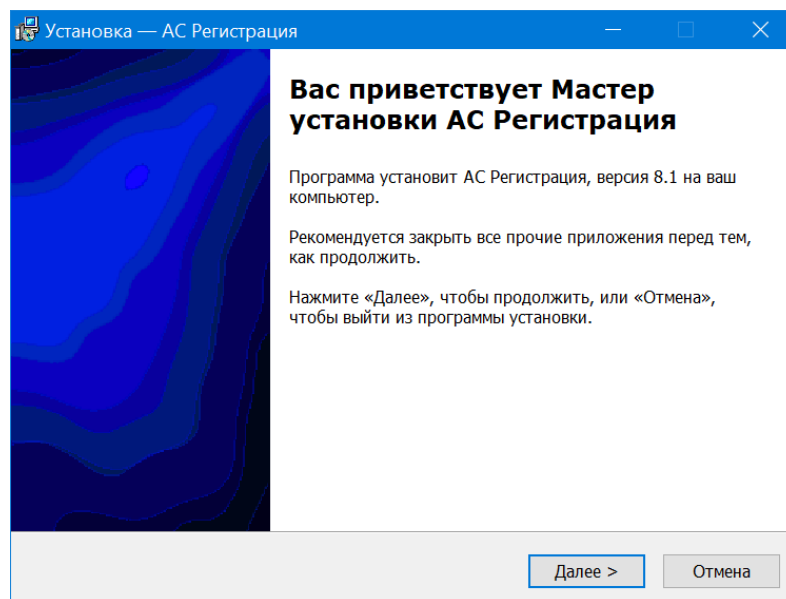 Установка — АС Регистрация
Вас приветствует Мастер
установки АС Регистрация
Программа установит АС Регистрация, версия 8.1 на ваш
компьютер.
Рекомендуется закрыть все прочие приложения перед тем,
как продолжить.
Нажмите «Далее», чтобы продолжить, или «Отмена»,
чтобы выйти из программы установки.
Далее >
Отмена